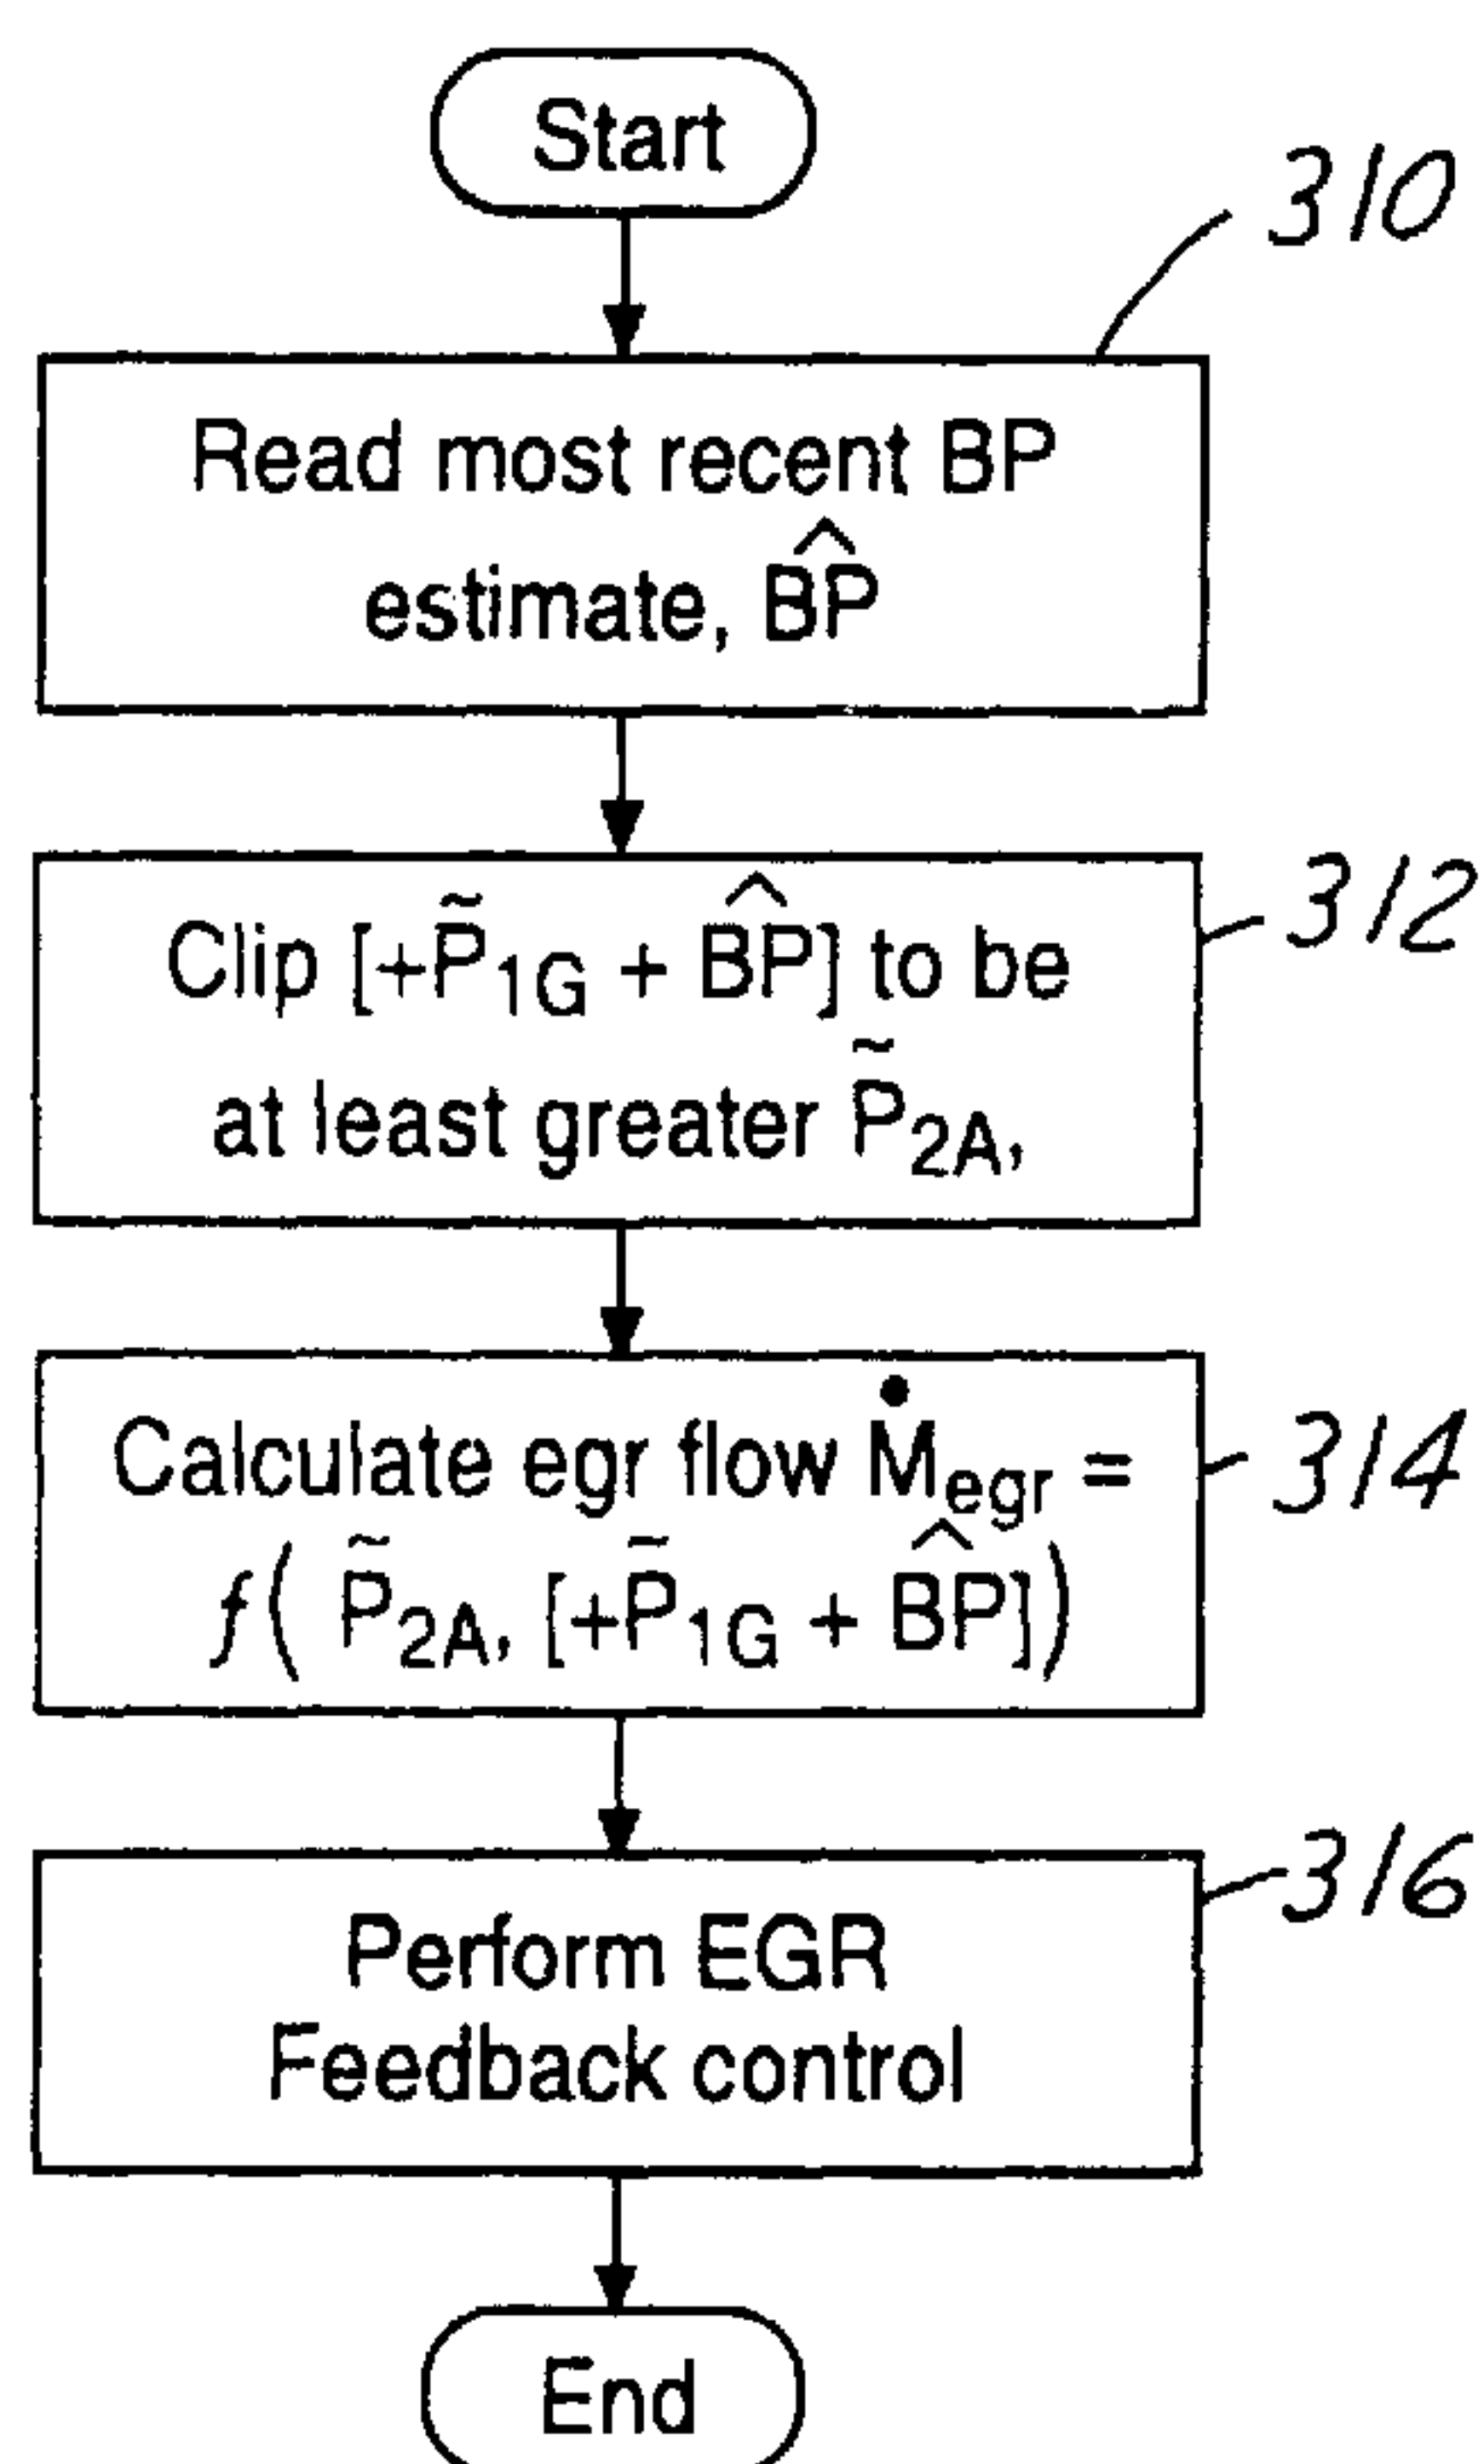 Start
310
Read most recent BP
estimate, B̂P
312
Clip [+P̃₁G + B̂P] to be
at least greater P̃₂A,
314
Calculate egr flow Ṁegr =
f( P̃₂A, [+P̃₁G + B̂P])
316
Perform EGR
Feedback control
End